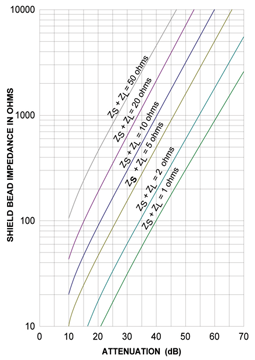 10000
1000
100
10
SHIELD BEAD IMPEDANCE IN OHMS
ZS + ZL = 50 ohms
ZS + ZL = 20 ohms
ZS + ZL = 10 ohms
ZS + ZL = 5 ohms
ZS + ZL = 2 ohms
ZS + ZL = 1 ohms
0 10 20 30 40 50 60 70
ATTENUATION (dB)